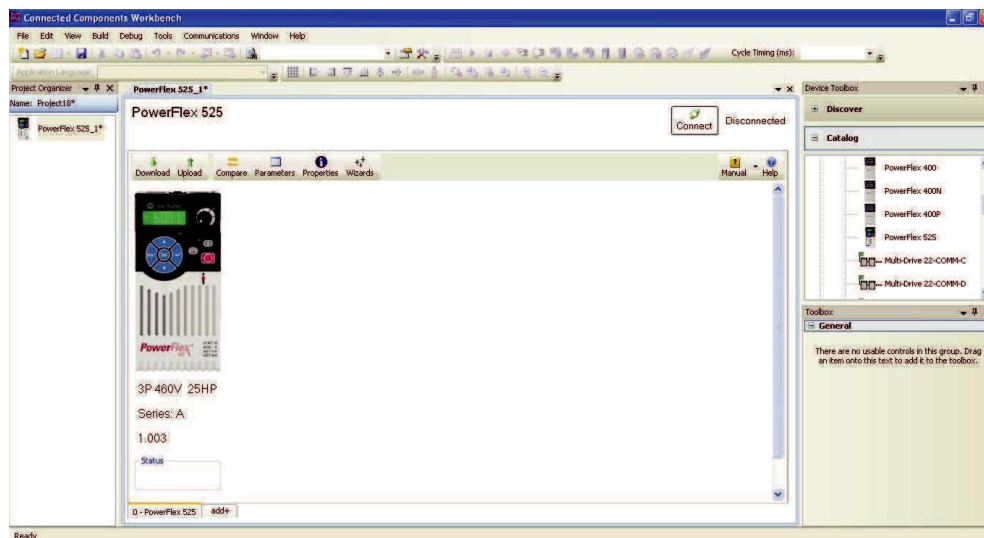 Connected Components Workbench
File Edit View Build Debug Tools Communications Window Help
Cycle Timing (ms):
Application Language:
Project Organizer
Name: Project18*
PowerFlex 525_1*
PowerFlex 525_1*
PowerFlex 525
Connect
Disconnected
Download Upload Compare Parameters Properties Wizards
Manual Help
PowerFlex
3P 460V 25HP
Series: A
1.003
Status
0 - PowerFlex 525 add+
Device Toolbox
Discover
Catalog
PowerFlex 400
PowerFlex 400N
PowerFlex 400P
PowerFlex 525
Multi-Drive 22-COMM-C
Multi-Drive 22-COMM-D
Toolbox
General
There are no usable controls in this group. Drag
an item onto this text to add it to the toolbox.
Ready